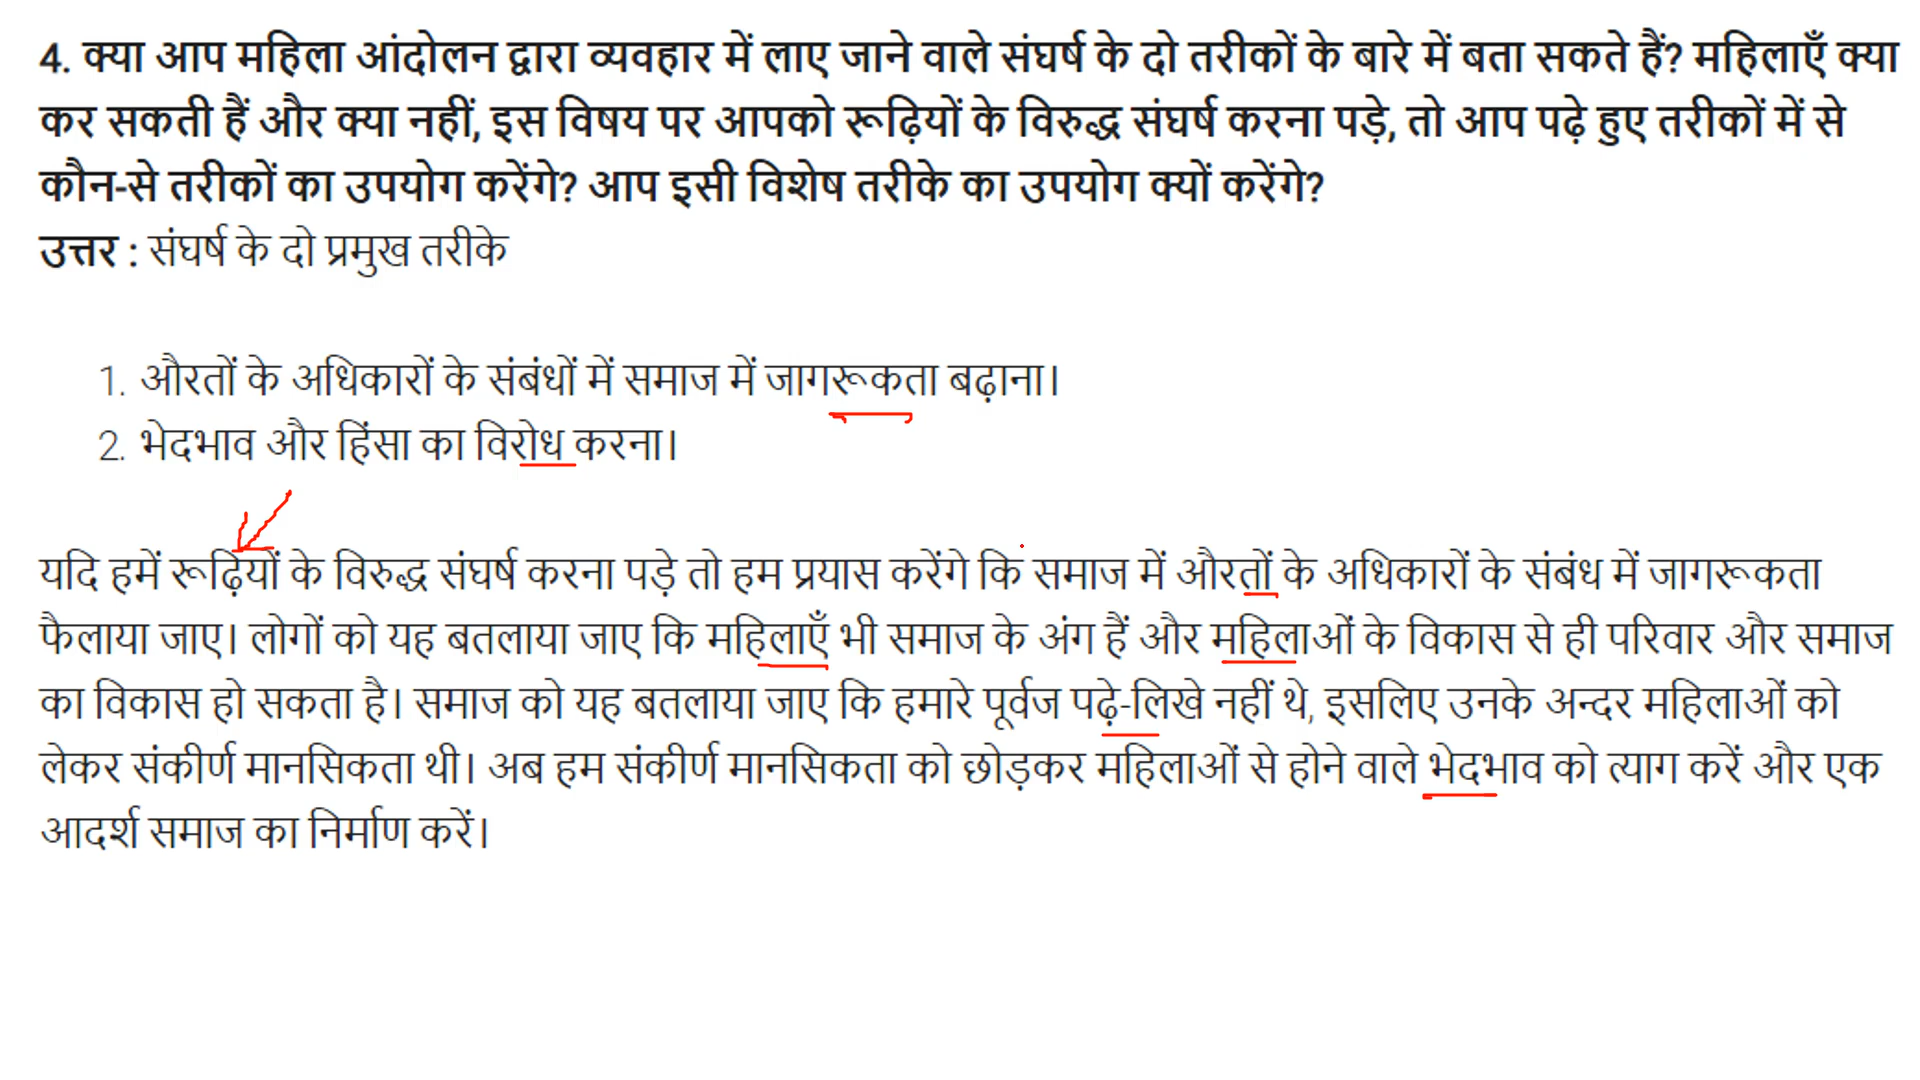 4. क्या आप महिला आंदोलन द्वारा व्यवहार में लाए जाने वाले संघर्ष के दो तरीकों के बारे में बता सकते हैं? महिलाएँ क्या
कर सकती हैं और क्या नहीं, इस विषय पर आपको रूढ़ियों के विरुद्ध संघर्ष करना पड़े, तो आप पढ़े हुए तरीकों में से
कौन-से तरीकों का उपयोग करेंगे? आप इसी विशेष तरीके का उपयोग क्यों करेंगे?
उत्तर : संघर्ष के दो प्रमुख तरीके
1. औरतों के अधिकारों के संबंधों में समाज में जागरूकता बढ़ाना।
2. भेदभाव और हिंसा का विरोध करना।
यदि हमें रूढ़ियों के विरुद्ध संघर्ष करना पड़े तो हम प्रयास करेंगे कि समाज में औरतों के अधिकारों के संबंध में जागरूकता
फैलाया जाए। लोगों को यह बतलाया जाए कि महिलाएँ भी समाज के अंग हैं और महिलाओं के विकास से ही परिवार और समाज
का विकास हो सकता है। समाज को यह बतलाया जाए कि हमारे पूर्वज पढ़े-लिखे नहीं थे, इसलिए उनके अन्दर महिलाओं को
लेकर संकीर्ण मानसिकता थी। अब हम संकीर्ण मानसिकता को छोड़कर महिलाओं से होने वाले भेदभाव को त्याग करें और एक
आदर्श समाज का निर्माण करें।